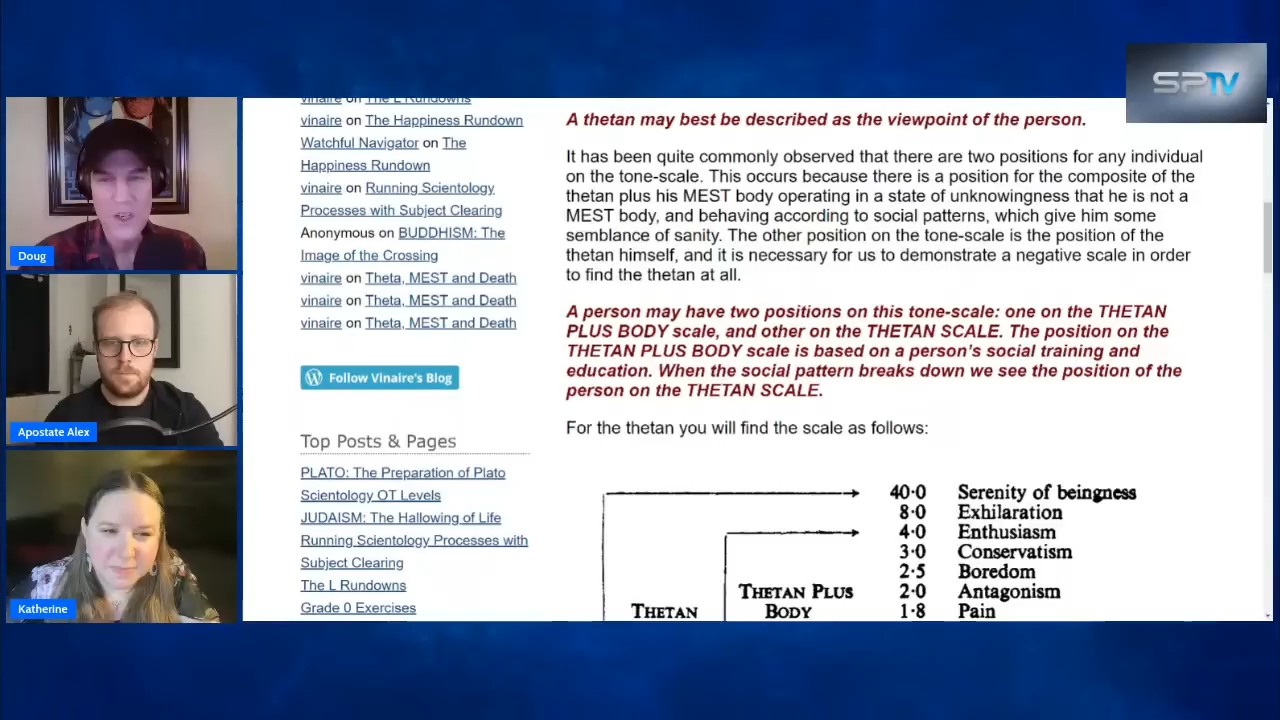 SPTV
Doug
Apostate Alex
Katherine
vinaire on The L Rundowns
vinaire on The Happiness Rundown
Watchful Navigator on The
Happiness Rundown
vinaire on Running Scientology
Processes with Subject Clearing
Anonymous on BUDDHISM: The
Image of the Crossing
vinaire on Theta, MEST and Death
vinaire on Theta, MEST and Death
vinaire on Theta, MEST and Death
Follow Vinaire's Blog
Top Posts & Pages
PLATO: The Preparation of Plato
Scientology OT Levels
JUDAISM: The Hallowing of Life
Running Scientology Processes with
Subject Clearing
The L Rundowns
Grade 0 Exercises
A thetan may best be described as the viewpoint of the person.
It has been quite commonly observed that there are two positions for any individual
on the tone-scale. This occurs because there is a position for the composite of the
thetan plus his MEST body operating in a state of unknowingness that he is not a
MEST body, and behaving according to social patterns, which give him some
semblance of sanity. The other position on the tone-scale is the position of the
thetan himself, and it is necessary for us to demonstrate a negative scale in order
to find the thetan at all.
A person may have two positions on this tone-scale: one on the THETAN
PLUS BODY scale, and other on the THETAN SCALE. The position on the
THETAN PLUS BODY scale is based on a person's social training and
education. When the social pattern breaks down we see the position of the
person on the THETAN SCALE.
For the thetan you will find the scale as follows:
40·0 Serenity of beingness
8·0 Exhilaration
4·0 Enthusiasm
3·0 Conservatism
2·5 Boredom
THETAN PLUS 2·0 Antagonism
THETAN BODY 1·8 Pain